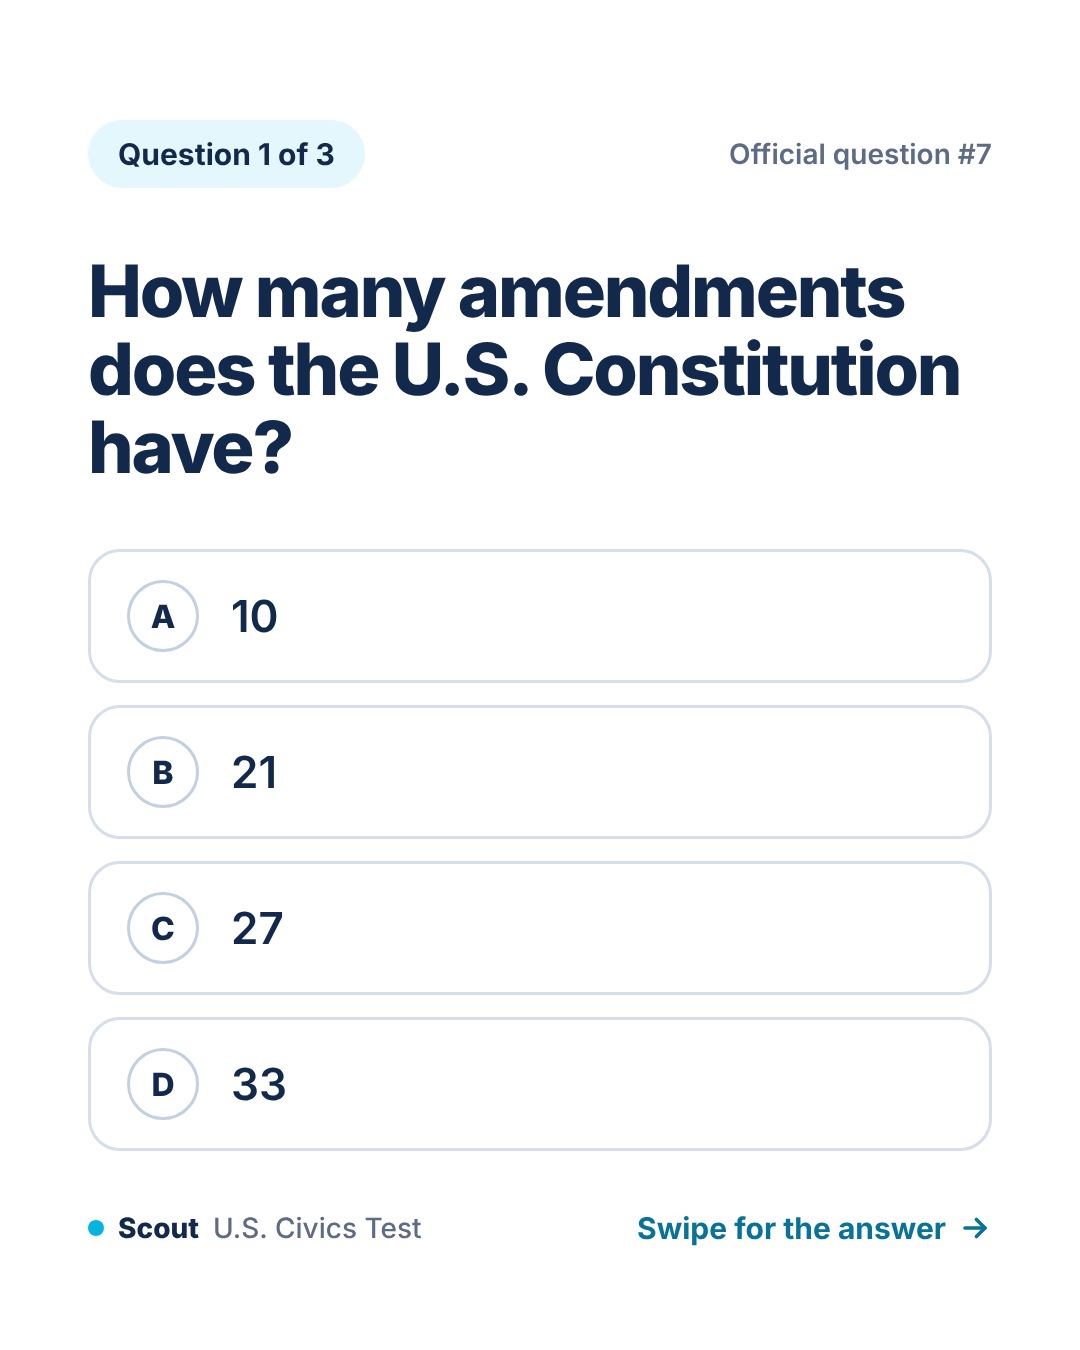 Question 1 of 3
Official question #7
How many amendments
does the U.S. Constitution
have?
A 10
B 21
C 27
D 33
Scout U.S. Civics Test
Swipe for the answer →